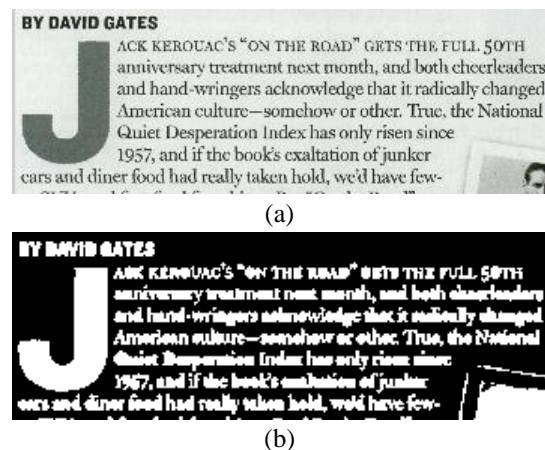 BY DAVID GATES
JACK KEROUAC'S "ON THE ROAD" GETS THE FULL 50TH
anniversary treatment next month, and both cheerleaders
and hand-wringers acknowledge that it radically changed
American culture—somehow or other. True, the National
Quiet Desperation Index has only risen since
1957, and if the book's exaltation of junker
cars and diner food had really taken hold, we'd have few-
(a)
BY DAVID GATES
JACK KEROUAC'S "ON THE ROAD" GETS THE FULL 50TH
anniversary treatment next month, and both cheerleaders
and hand-wringers acknowledge that it radically changed
American culture—somehow or other. True, the National
Quiet Desperation Index has only risen since
1957, and if the book's exaltation of junker
cars and diner food had really taken hold, we'd have few-
(b)